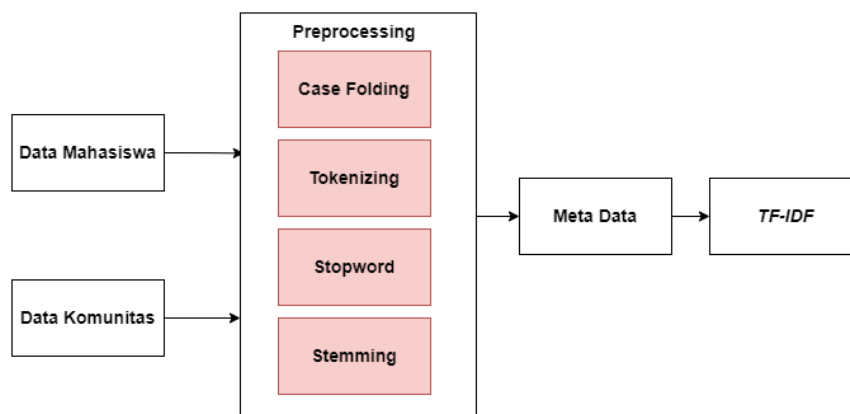 Preprocessing
Case Folding
Data Mahasiswa
Tokenizing
Meta Data
TF-IDF
Stopword
Data Komunitas
Stemming